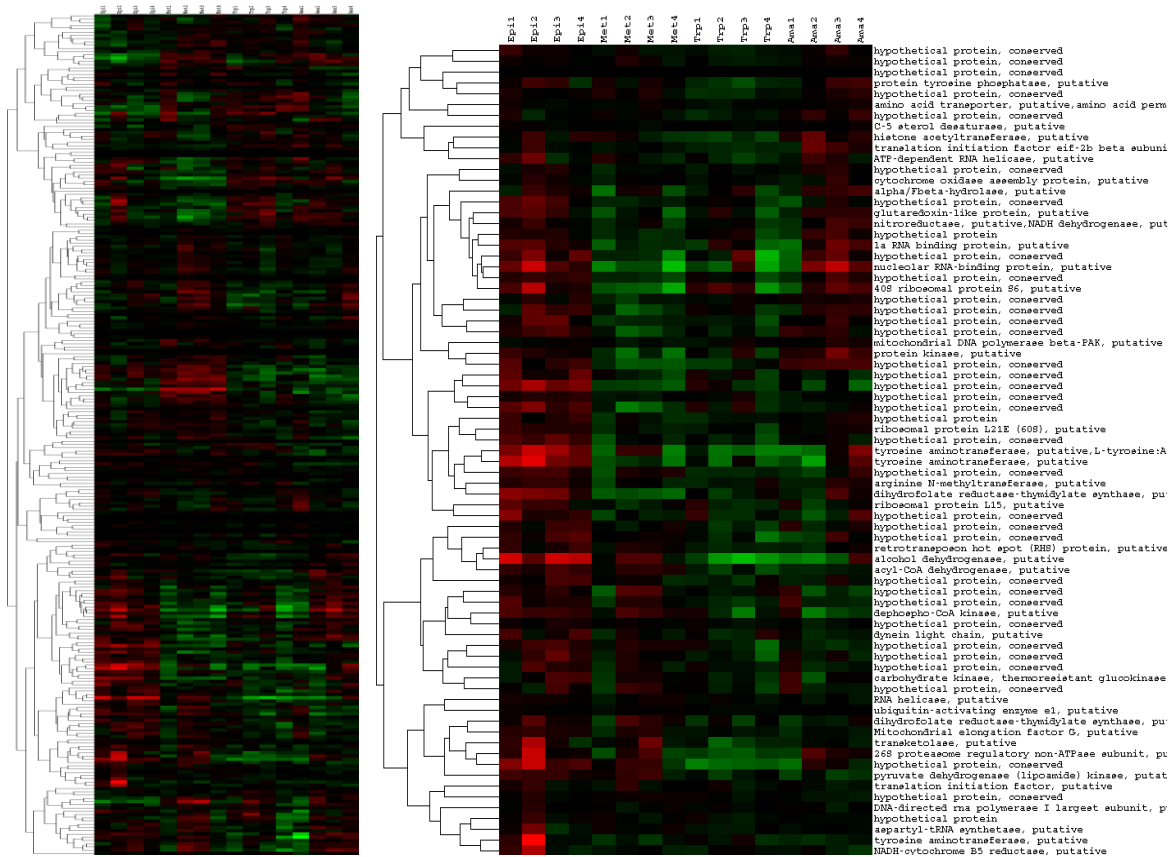 Epi1 Epi2 Epi3 Epi4 Met1 Met2 Met3 Met4 Trp1 Trp2 Trp3 Trp4 Ama1 Ama2 Ama3 Ama4
hypothetical protein, conserved
hypothetical protein, conserved
hypothetical protein, conserved
protein tyrosine phosphatase, putative
hypothetical protein, conserved
amino acid transporter, putative,amino acid perm
hypothetical protein, conserved
C-5 sterol desaturase, putative
histone acetyltransferase, putative
translation initiation factor eif-2b beta subuni
ATP-dependent RNA helicase, putative
hypothetical protein, conserved
cytochrome oxidase assembly protein, putative
alpha/Fbeta-hydrolase, putative
hypothetical protein, conserved
glutaredoxin-like protein, putative
nitroreductase, putative,NADH dehydrogenase, put
hypothetical protein
la RNA binding protein, putative
hypothetical protein, conserved
nucleolar RNA-binding protein, putative
hypothetical protein, conserved
40S ribosomal protein S6, putative
hypothetical protein, conserved
hypothetical protein, conserved
hypothetical protein, conserved
hypothetical protein, conserved
mitochondrial DNA polymerase beta-PAK, putative
protein kinase, putative
hypothetical protein, conserved
hypothetical protein, conserved
hypothetical protein, conserved
hypothetical protein, conserved
hypothetical protein, conserved
hypothetical protein
ribosomal protein L21E (60S), putative
hypothetical protein, conserved
tyrosine aminotransferase, putative,L-tyrosine:A
tyrosine aminotransferase, putative
hypothetical protein, conserved
arginine N-methyltransferase, putative
dihydrofolate reductase-thymidylate synthase, pu
ribosomal protein L15, putative
hypothetical protein, conserved
hypothetical protein, conserved
hypothetical protein, conserved
retrotransposon hot spot (RHS) protein, putative
alcohol dehydrogenase, putative
acyl-CoA dehydrogenase, putative
hypothetical protein, conserved
hypothetical protein, conserved
hypothetical protein, conserved
dephospho-CoA kinase, putative
hypothetical protein, conserved
dynein light chain, putative
hypothetical protein, conserved
hypothetical protein, conserved
hypothetical protein, conserved
carbohydrate kinase, thermoresistant glucokinase
hypothetical protein, conserved
RNA helicase, putative
ubiquitin-activating enzyme e1, putative
dihydrofolate reductase-thymidylate synthase, pu
Mitochondrial elongation factor G, putative
transketolase, putative
26S proteasome regulatory non-ATPase subunit, pu
hypothetical protein, conserved
pyruvate dehydrogenase (lipoamide) kinase, putat
translation initiation factor, putative
hypothetical protein, conserved
DNA-directed rna polymerase I largest subunit, p
hypothetical protein
aspartyl-tRNA synthetase, putative
tyrosine aminotransferase, putative
NADH-cytochrome B5 reductase, putative